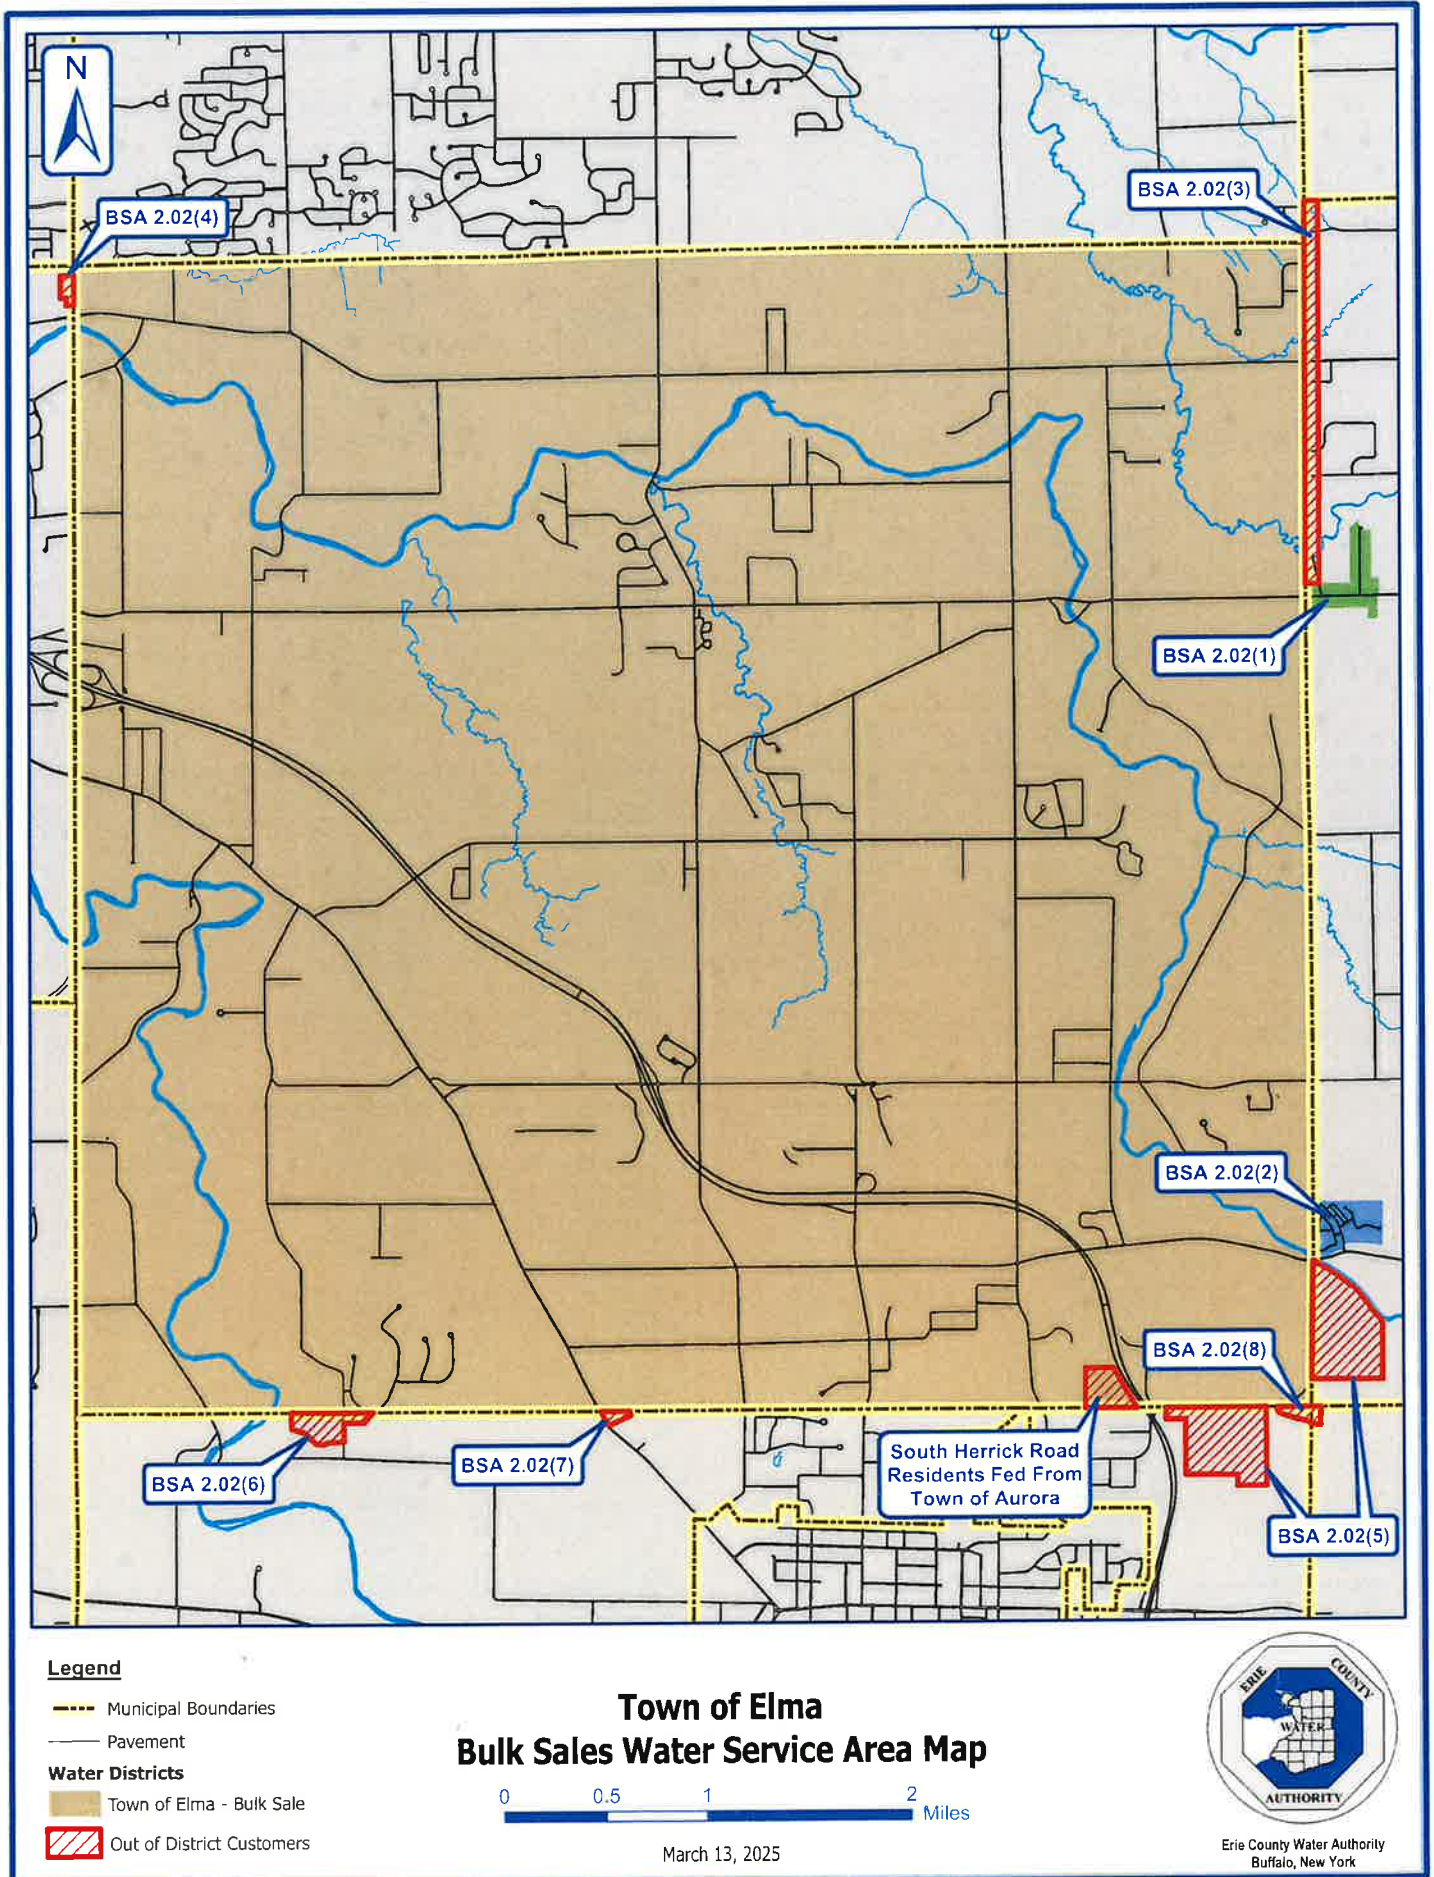 N
BSA 2.02(4)
BSA 2.02(3)
BSA 2.02(1)
BSA 2.02(2)
BSA 2.02(8)
South Herrick Road
Residents Fed From
Town of Aurora
BSA 2.02(6)
BSA 2.02(7)
BSA 2.02(5)
Legend
Municipal Boundaries
Pavement
Water Districts
Town of Elma - Bulk Sale
Out of District Customers
Town of Elma
Bulk Sales Water Service Area Map
0 0.5 1 2
Miles
March 13, 2025
ERIE COUNTY
WATER
AUTHORITY
Erie County Water Authority
Buffalo, New York